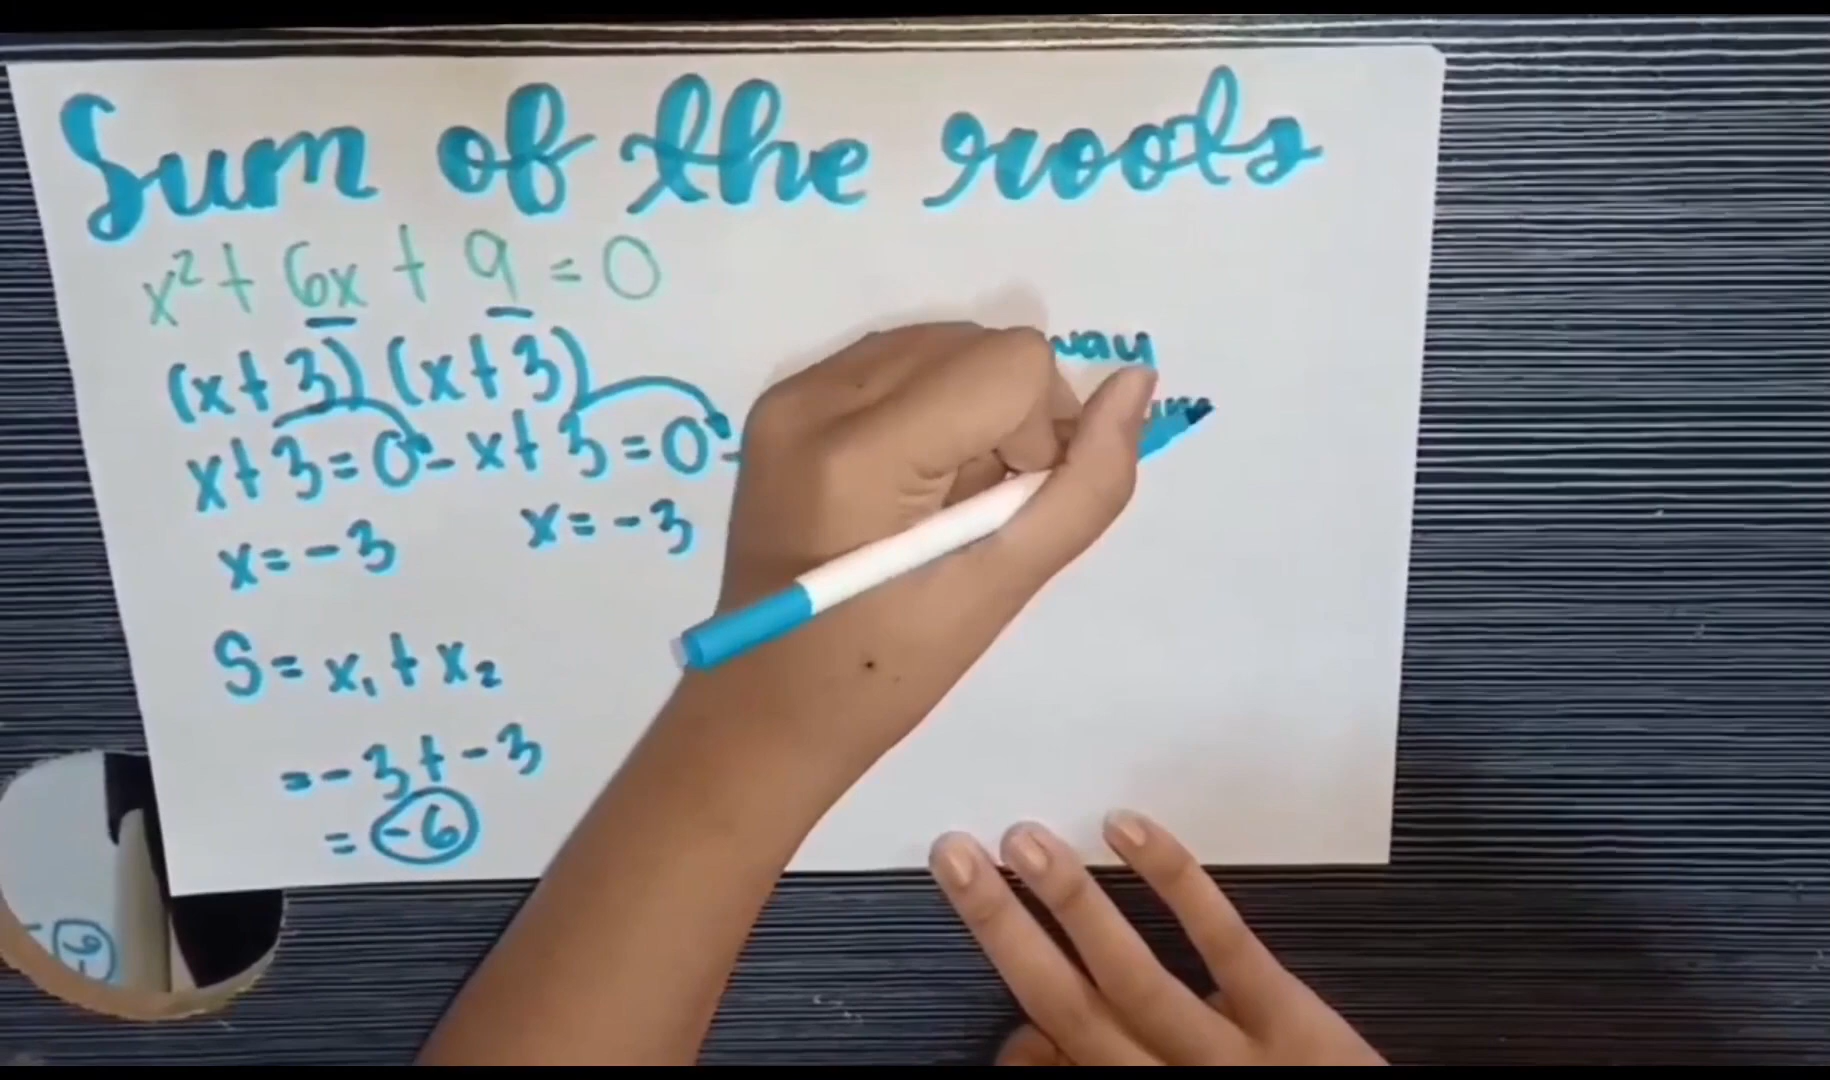 Sum of the roots
x² + 6x + 9 = 0
(x+3) (x+3)
x+3=0- x+3=0-
x=-3 x=-3
way
S= x₁ + x₂
=-3+-3
= -6